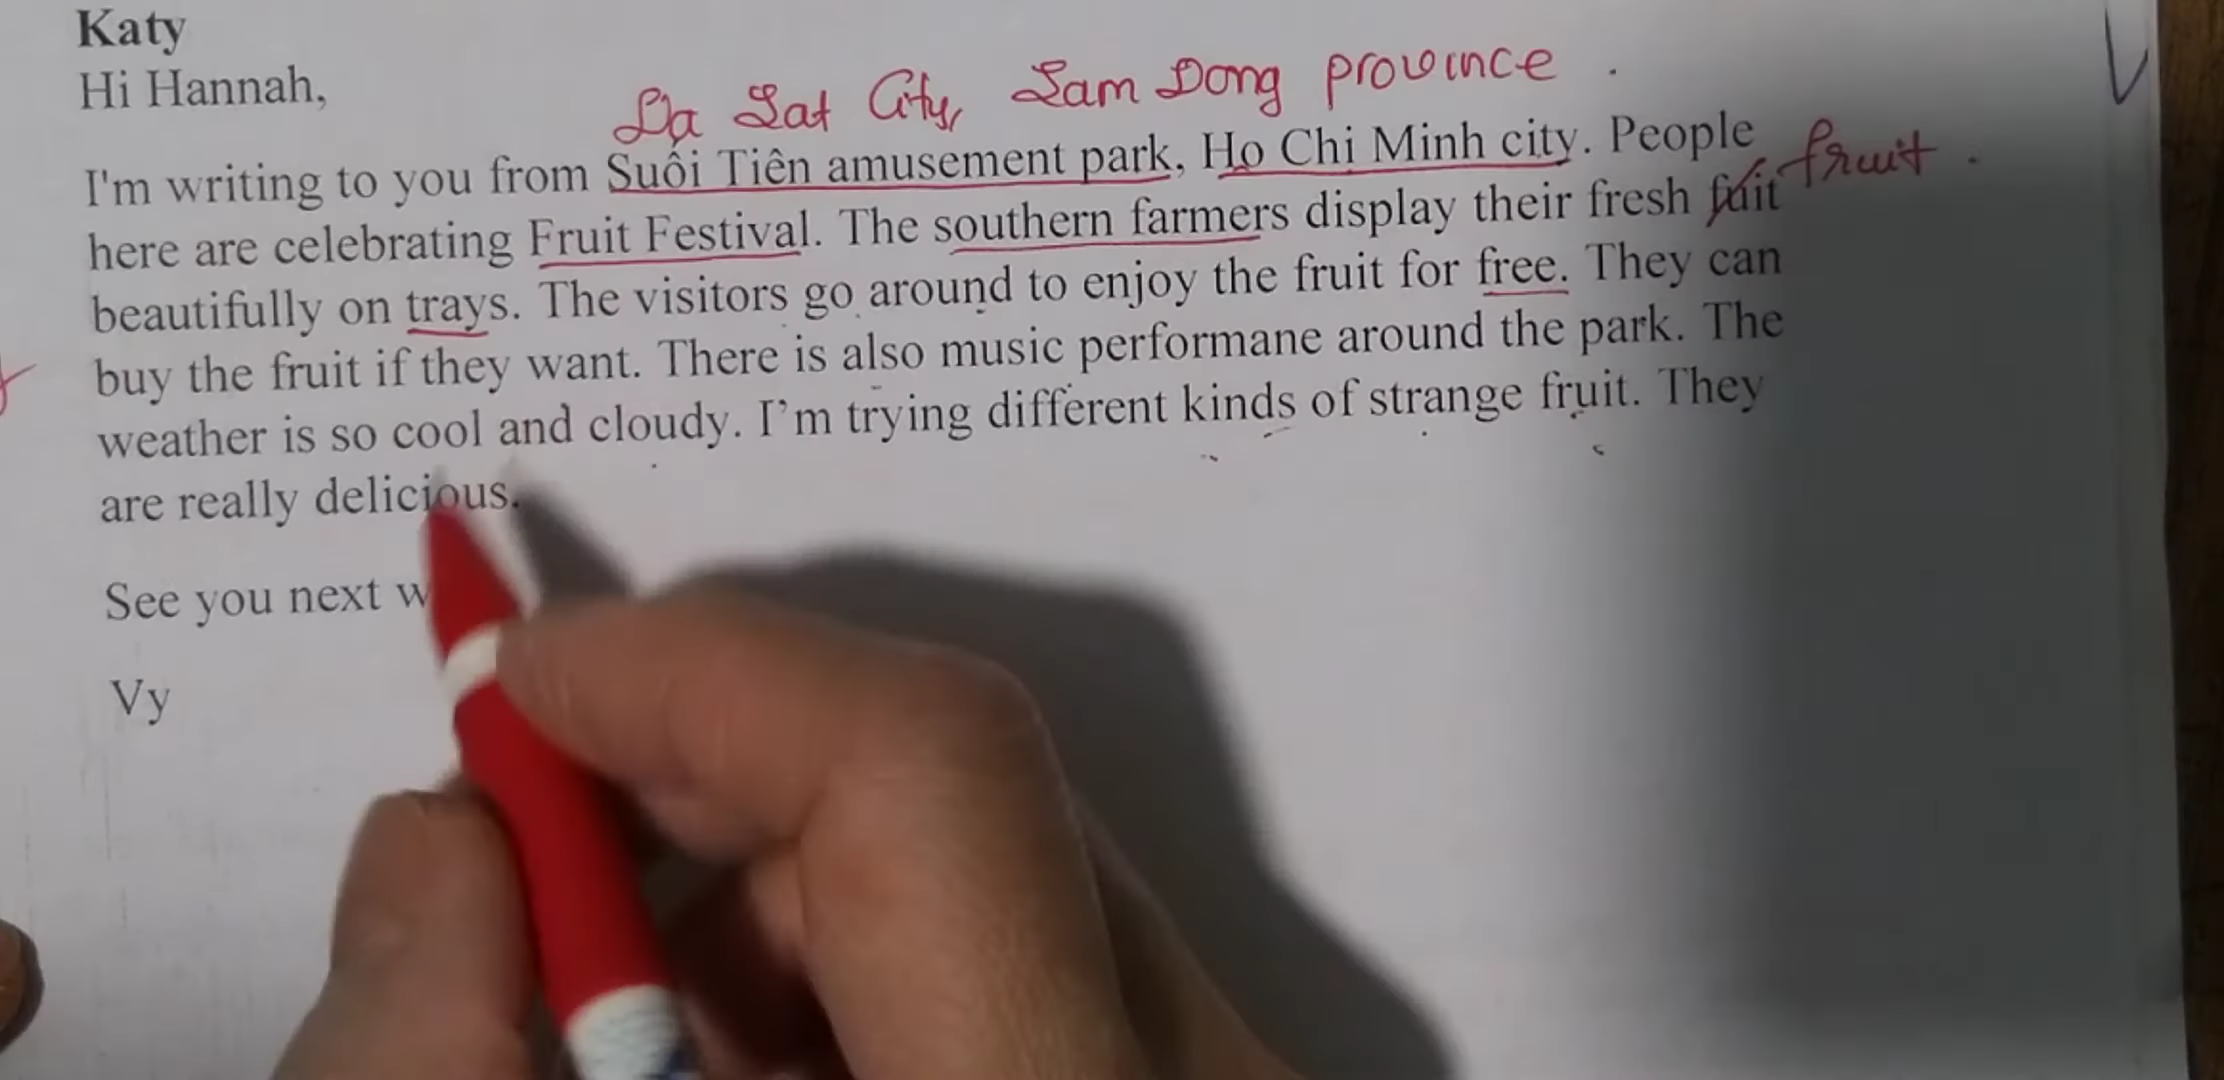 Katy
Hi Hannah,
Da Lat City, Lam Dong province.
I'm writing to you from Suối Tiên amusement park, Ho Chi Minh city. People
here are celebrating Fruit Festival. The southern farmers display their fresh fuit fruit.
beautifully on trays. The visitors go around to enjoy the fruit for free. They can
buy the fruit if they want. There is also music performane around the park. The
weather is so cool and cloudy. I'm trying different kinds of strange fruit. They
are really delicious.
See you next w
Vy